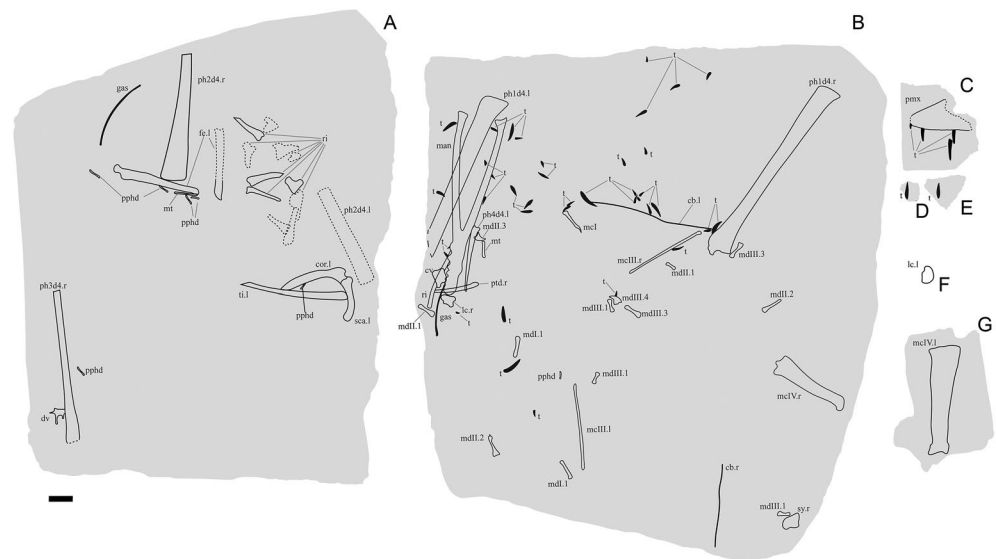 A
B
C
D
E
F
G
ph2d4.r
gas
fe.l
ri
pphd
mt
pphd
ph2d4.l
cor.l
ti.l
pphd
sca.l
ph3d4.r
pphd
dv
t
ph1d4.l
ph1d4.r
t
t
man
t
t
t
t
t
t
t
t
cb.l
t
ph4d4.l
mdII.3
mt
t
mcI
mcIII.r
mdIII.3
mdII.1
cv
ptd.r
ri
lc.r
mdII.1
gas
t
t
mdIII.4
mdIII.1
mdIII.3
mdII.2
t
mdI.1
t
pphd
mdIII.1
mcIV.r
t
mdII.2
mcIII.l
mdI.1
cb.r
mdIII.1
sy.r
pmx
t
t
t
lc.l
mcIV.l